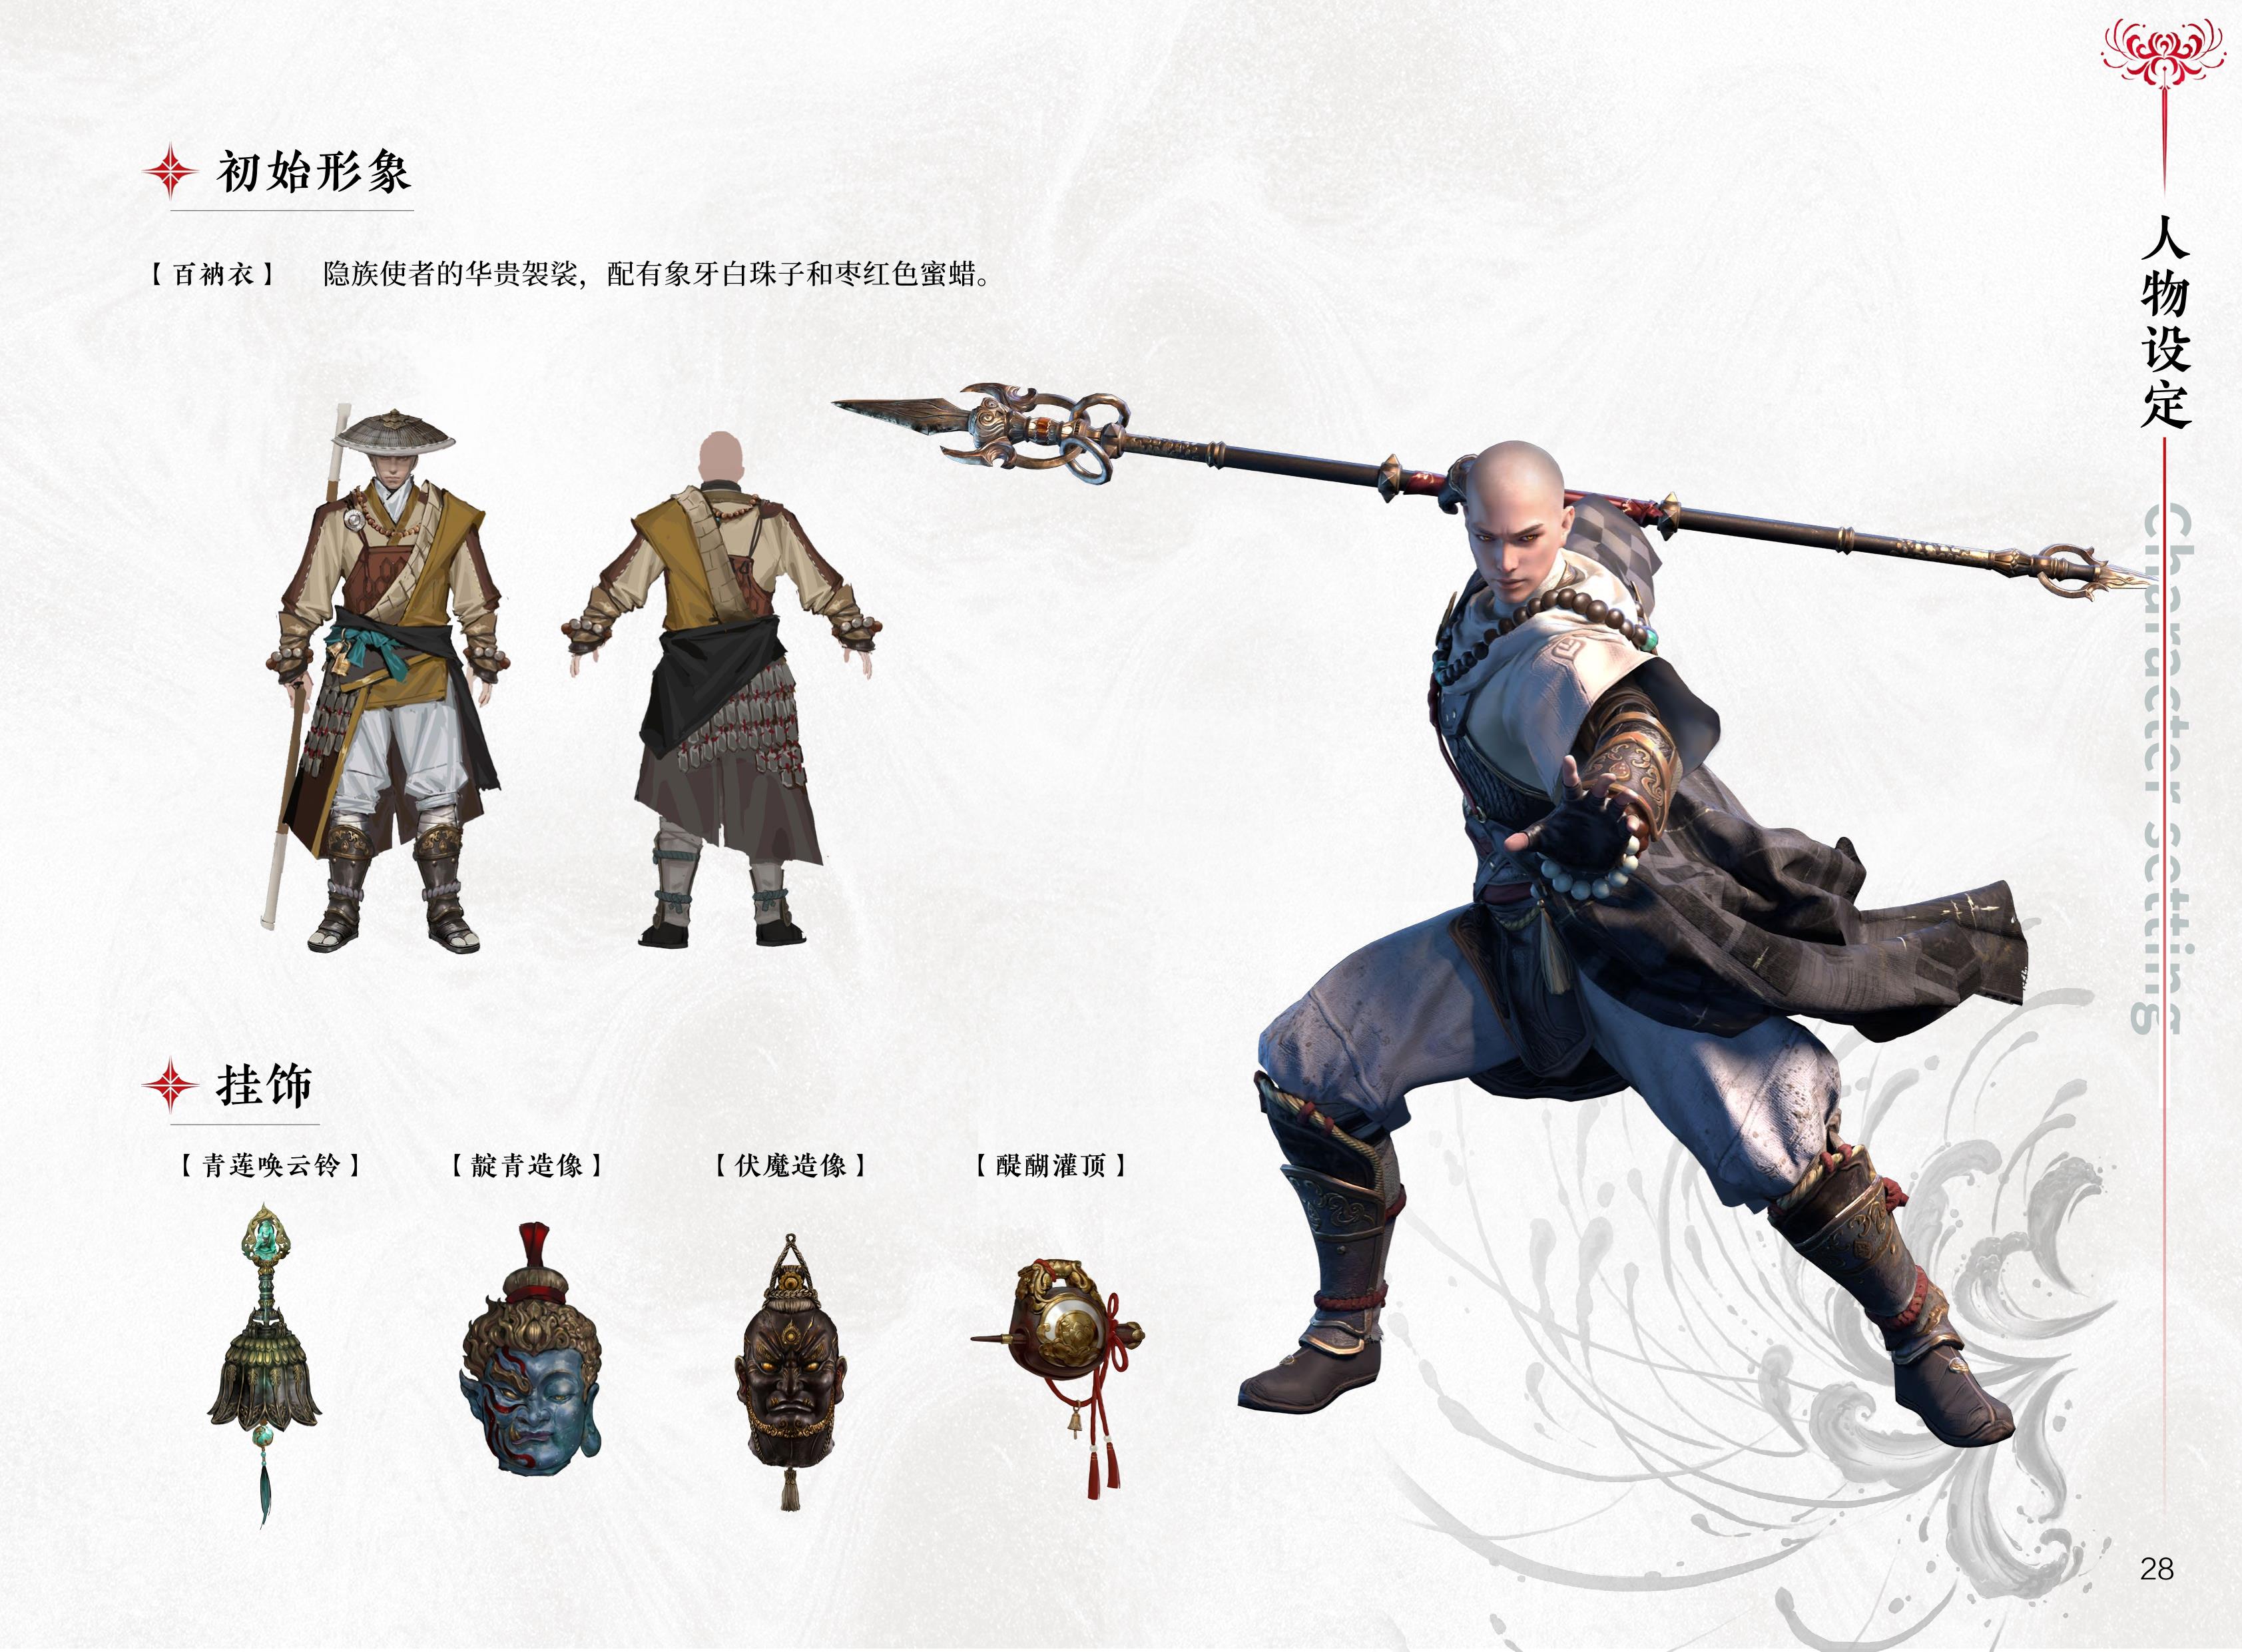 初始形象
【百衲衣】 隐族使者的华贵袈裟，配有象牙白珠子和枣红色蜜蜡。
挂饰
【青莲唤云铃】 【靛青造像】 【伏魔造像】 【醍醐灌顶】
人物设定
Character setting
28